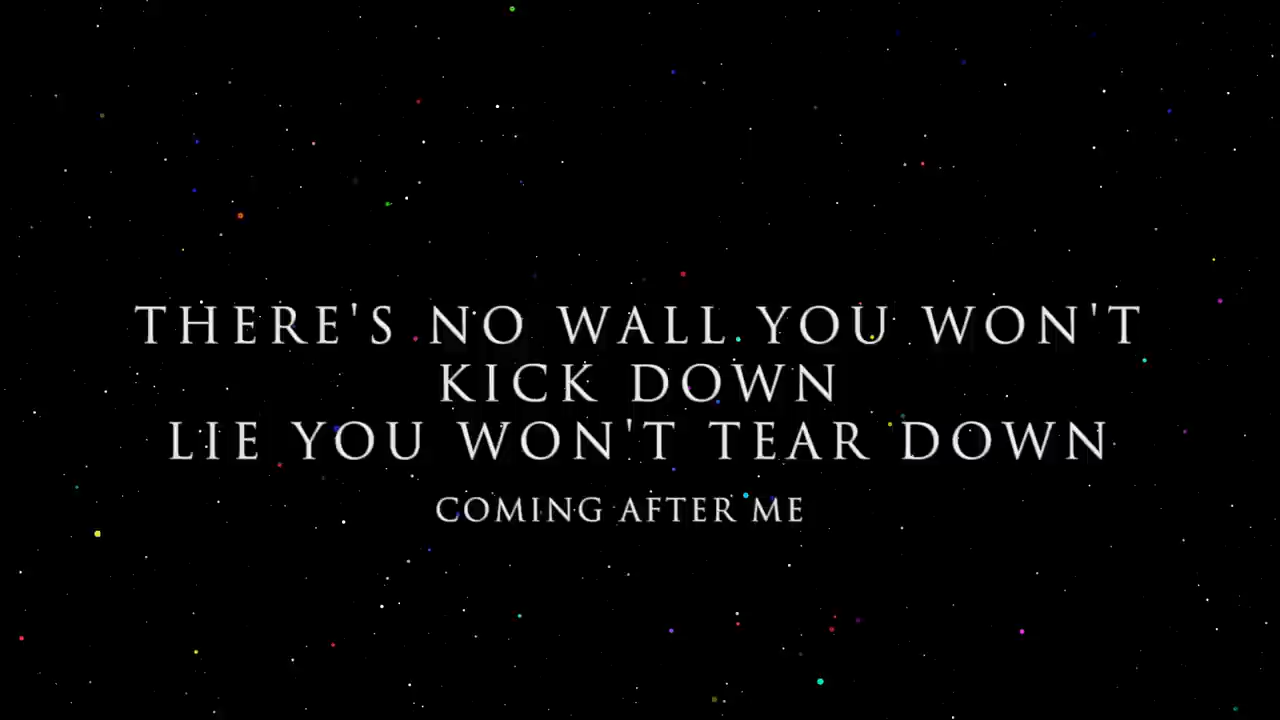 THERE'S NO WALL YOU WON'T
KICK DOWN
LIE YOU WON'T TEAR DOWN
COMING AFTER ME